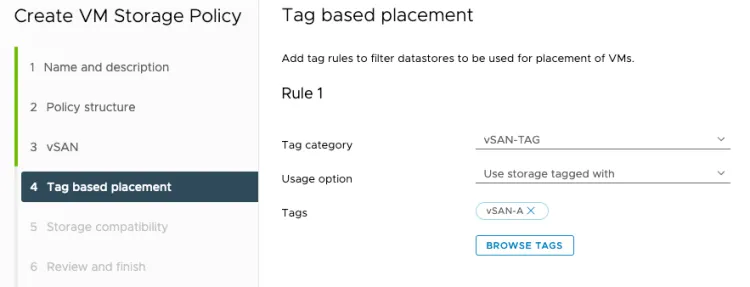 Create VM Storage Policy
1 Name and description
2 Policy structure
3 vSAN
4 Tag based placement
5 Storage compatibility
6 Review and finish
Tag based placement
Add tag rules to filter datastores to be used for placement of VMs.
Rule 1
Tag category vSAN-TAG
Usage option Use storage tagged with
Tags vSAN-A
BROWSE TAGS